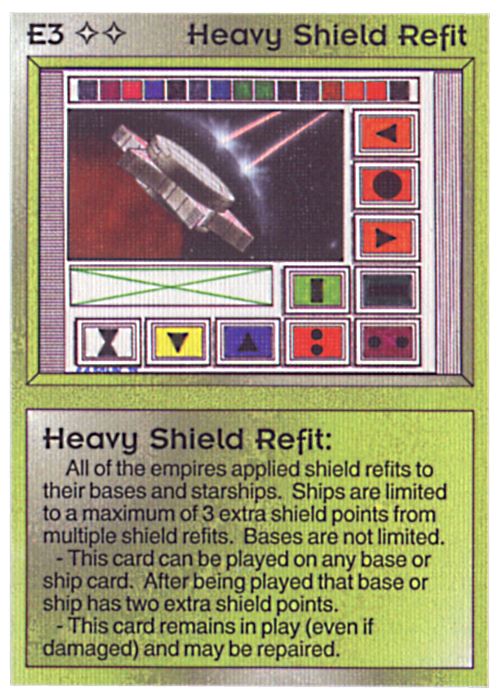 E3 ✧✧ Heavy Shield Refit
Heavy Shield Refit:
All of the empires applied shield refits to
their bases and starships. Ships are limited
to a maximum of 3 extra shield points from
multiple shield refits. Bases are not limited.
- This card can be played on any base or
ship card. After being played that base or
ship has two extra shield points.
- This card remains in play (even if
damaged) and may be repaired.